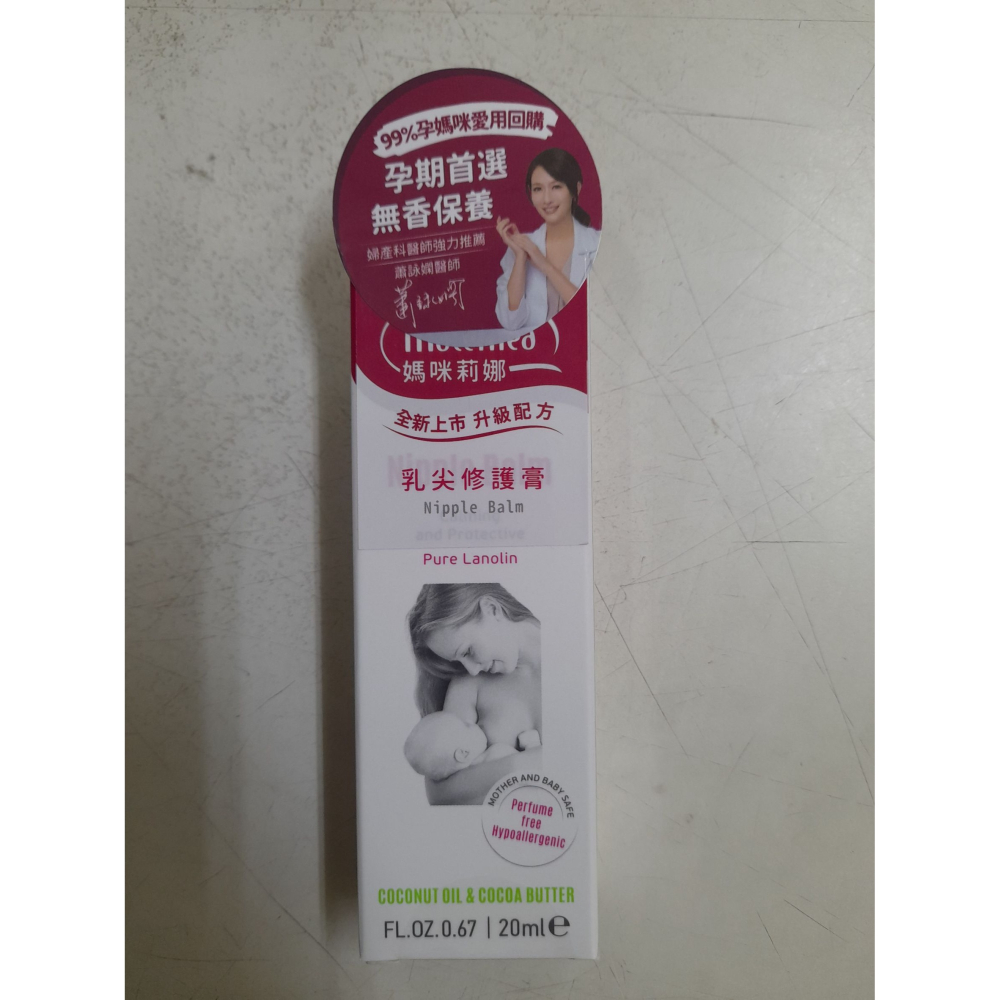 99%孕媽咪愛用回購
孕期首選
無香保養
婦產科醫師強力推薦
蕭詠嫻醫師
媽咪莉娜
全新上市 升級配方
乳尖修護膏
Nipple Balm
and Protective
Pure Lanolin
MOTHER AND BABY SAFE
Perfume
free
Hypoallergenic
COCONUT OIL & COCOA BUTTER
FL.OZ.0.67 | 20ml e